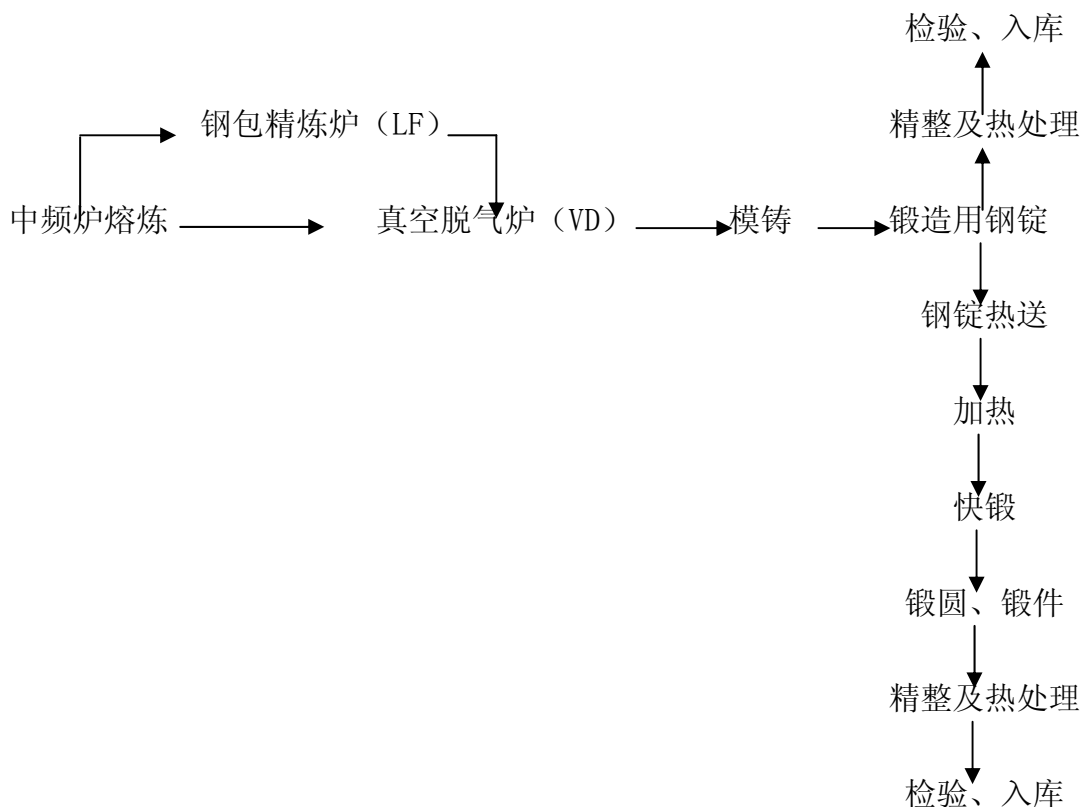 检验、入库
钢包精炼炉（LF）
精整及热处理
中频炉熔炼
真空脱气炉（VD）
模铸
锻造用钢锭
钢锭热送
加热
快锻
锻圆、锻件
精整及热处理
检验、入库